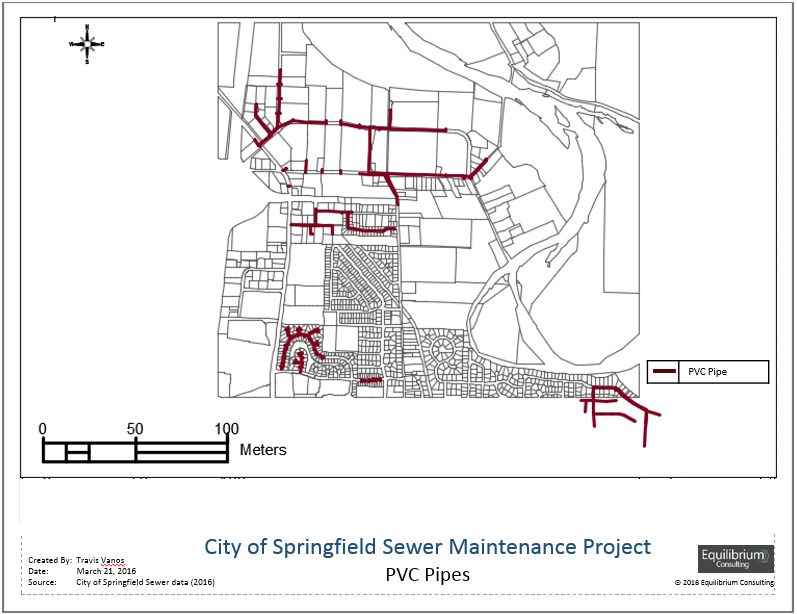 N
W E
S
PVC Pipe
0 50 100
Meters
City of Springfield Sewer Maintenance Project
PVC Pipes
Created By: Travis Vanos
Date: March 21, 2016
Source: City of Springfield Sewer data (2016)
Equilibrium
Consulting
© 2016 Equilibrium Consulting